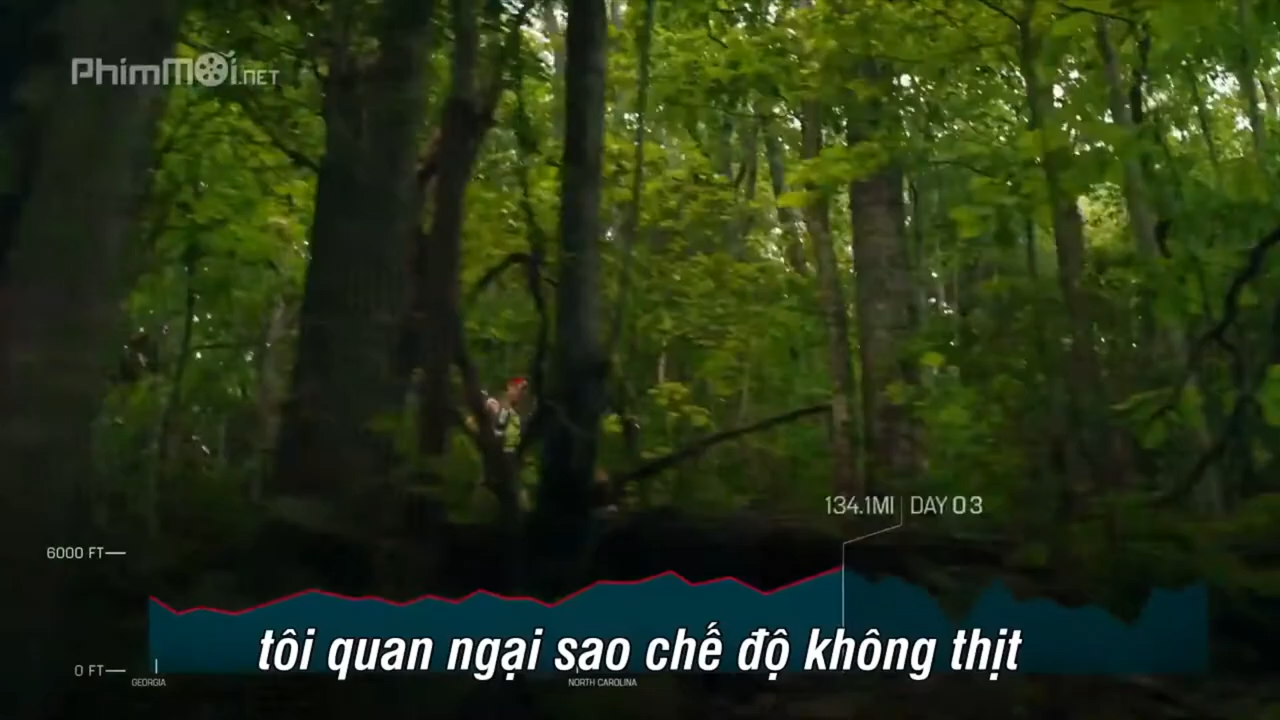 PhimMới.NET
134.1MI DAY 03
6000 FT
0 FT
GEORGIA
NORTH CAROLINA
tôi quan ngại sao chế độ không thịt